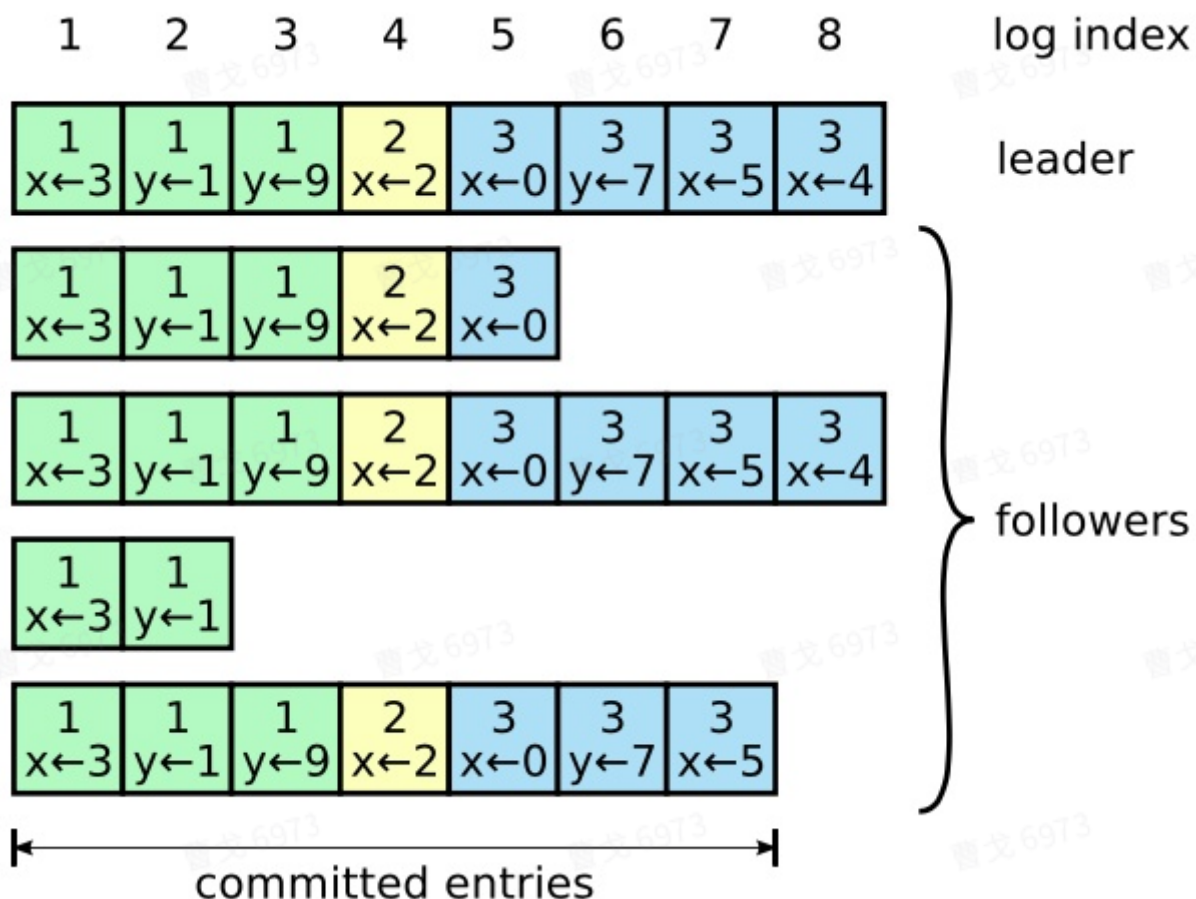 1 2 3 4 5 6 7 8 log index
1 1 1 2 3 3 3 3
x←3 y←1 y←9 x←2 x←0 y←7 x←5 x←4
leader
1 1 1 2 3
x←3 y←1 y←9 x←2 x←0
1 1 1 2 3 3 3 3
x←3 y←1 y←9 x←2 x←0 y←7 x←5 x←4
followers
1 1
x←3 y←1
1 1 1 2 3 3 3
x←3 y←1 y←9 x←2 x←0 y←7 x←5
committed entries
曹戈 6973